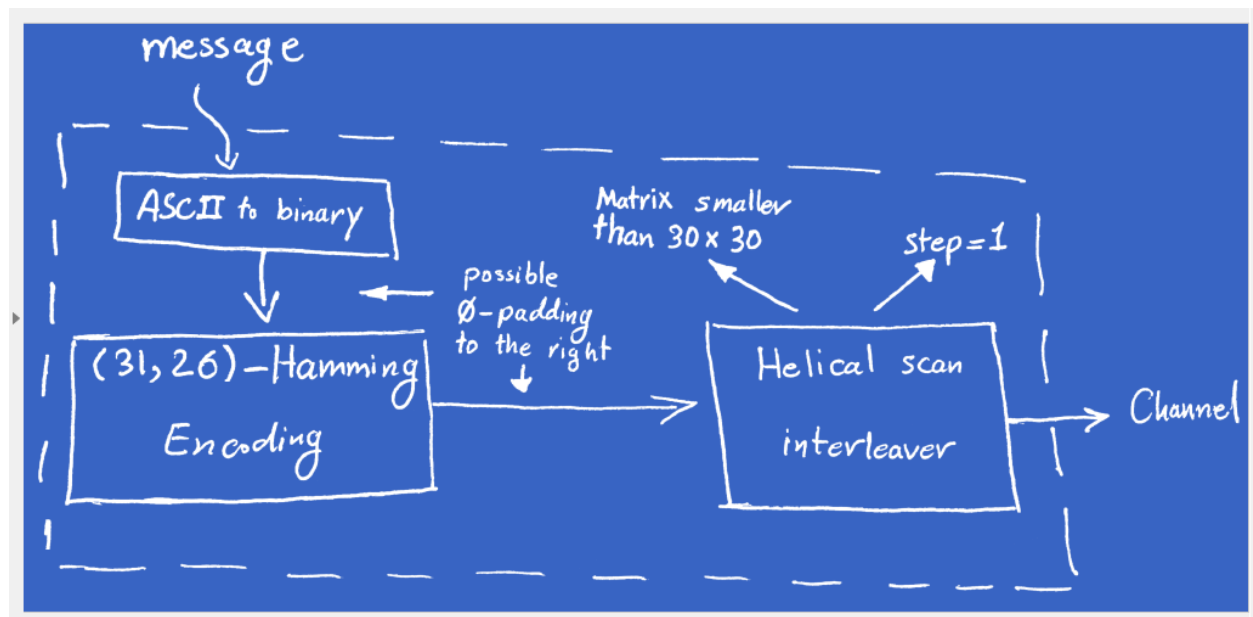 message
ASCII to binary
(31,26)-Hamming
Encoding
possible
Ø-padding
to the right
Matrix smaller
than 30 x 30
step=1
Helical scan
interleaver
Channel